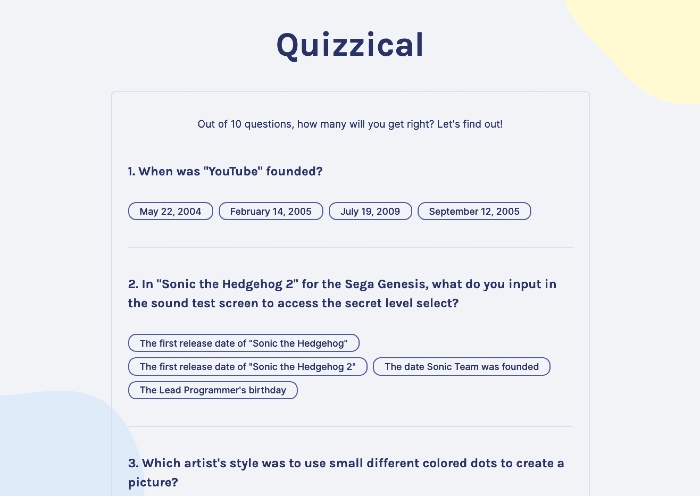 Quizzical
Out of 10 questions, how many will you get right? Let's find out!
1. When was "YouTube" founded?
May 22, 2004 February 14, 2005 July 19, 2009 September 12, 2005
2. In "Sonic the Hedgehog 2" for the Sega Genesis, what do you input in
the sound test screen to access the secret level select?
The first release date of "Sonic the Hedgehog"
The first release date of "Sonic the Hedgehog 2" The date Sonic Team was founded
The Lead Programmer's birthday
3. Which artist's style was to use small different colored dots to create a
picture?